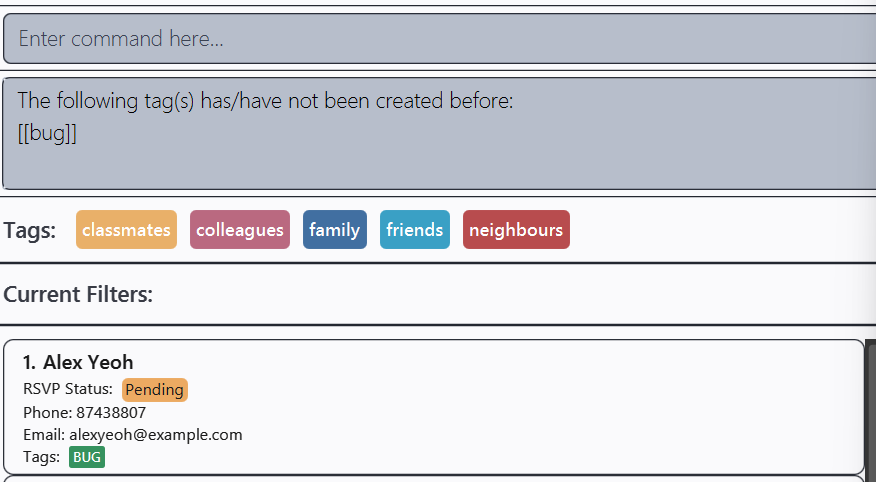 Enter command here...
The following tag(s) has/have not been created before:
[[bug]]
Tags: classmates colleagues family friends neighbours
Current Filters:
1. Alex Yeoh
RSVP Status: Pending
Phone: 87438807
Email: alexyeoh@example.com
Tags: BUG